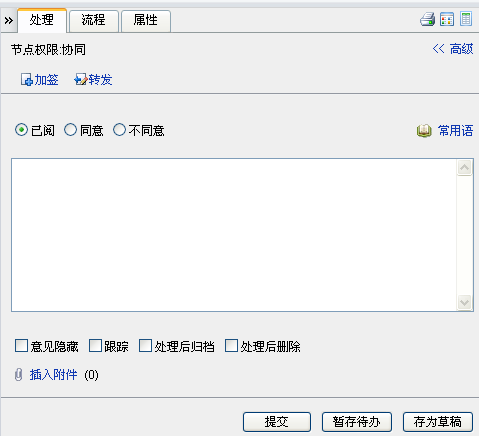 » 处理 流程 属性
节点权限:协同 << 高级
加签 转发
已阅 同意 不同意 常用语
意见隐藏 跟踪 处理后归档 处理后删除
插入附件 (0)
提交 暂存待办 存为草稿